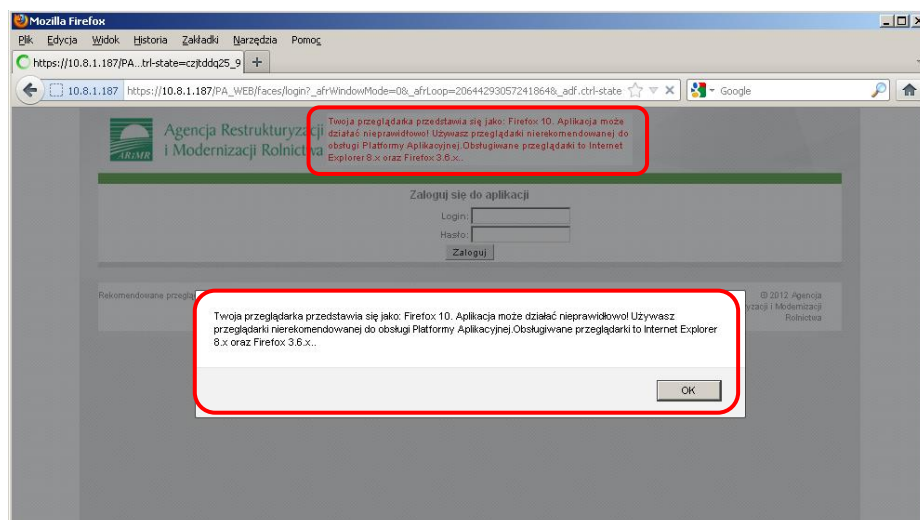 Mozilla Firefox
Plik Edycja Widok Historia Zakładki Narzędzia Pomoc
https://10.8.1.187/PA...trl-state=czjtddq25_9
10.8.1.187 https://10.8.1.187/PA_WEB/faces/login?_afrWindowMode=0&_afrLoop=2064429305724186&_adf.ctrl-state Google
Agencja Restrukturyzacji
i Modernizacji Rolnictwa
ARiMR
Twoja przeglądarka przedstawia się jako: Firefox 10. Aplikacja może
działać nieprawidłowo! Używasz przeglądarki nierekomendowanej do
obsługi Platformy Aplikacyjnej.Obsługiwane przeglądarki to Internet
Explorer 8.x oraz Firefox 3.6.x..
Zaloguj się do aplikacji
Login:
Hasło:
Zaloguj
Rekomendowane
© 2012 Agencja
i Modernizacji
Rolnictwa
Twoja przeglądarka przedstawia się jako: Firefox 10. Aplikacja może działać nieprawidłowo! Używasz
przeglądarki nierekomendowanej do obsługi Platformy Aplikacyjnej.Obsługiwane przeglądarki to Internet Explorer
8.x oraz Firefox 3.6.x..
OK